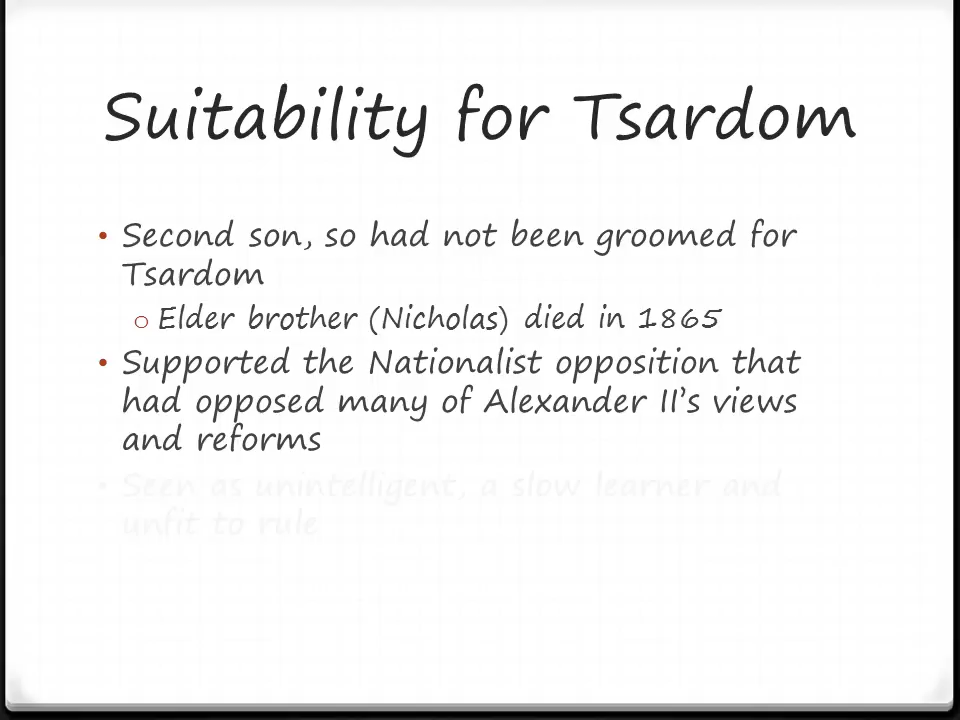 Suitability for Tsardom
• Second son, so had not been groomed for
Tsardom
o Elder brother (Nicholas) died in 1865
• Supported the Nationalist opposition that
had opposed many of Alexander II’s views
and reforms
• Seen as unintelligent, a slow learner and
unfit to rule